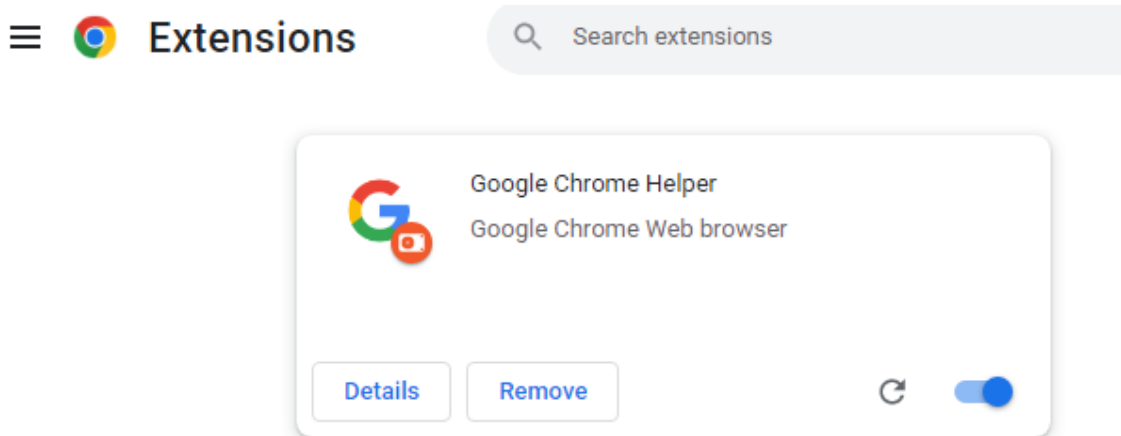 Extensions
Search extensions
Google Chrome Helper
Google Chrome Web browser
Details
Remove